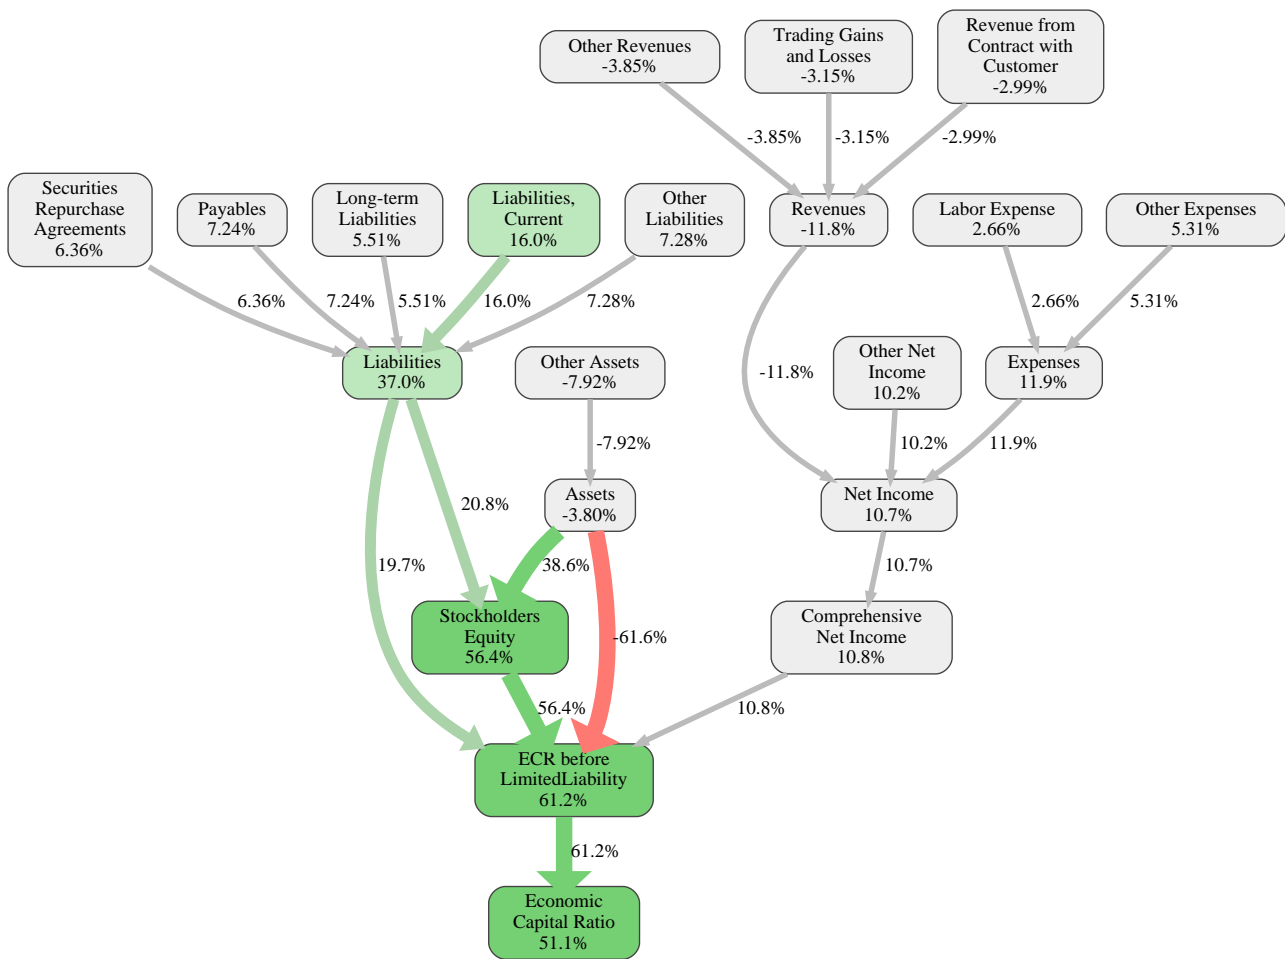 Other Revenues
-3.85%
Trading Gains
and Losses
-3.15%
Revenue from
Contract with
Customer
-2.99%
-3.85%
-3.15%
-2.99%
Securities
Repurchase
Agreements
6.36%
Payables
7.24%
Long-term
Liabilities
5.51%
Liabilities,
Current
16.0%
Other
Liabilities
7.28%
Revenues
-11.8%
Labor Expense
2.66%
Other Expenses
5.31%
6.36%
7.24%
5.51%
16.0%
7.28%
2.66%
5.31%
Liabilities
37.0%
Other Assets
-7.92%
-11.8%
Other Net
Income
10.2%
Expenses
11.9%
-7.92%
10.2%
11.9%
20.8%
Assets
-3.80%
Net Income
10.7%
19.7%
38.6%
10.7%
Stockholders
Equity
56.4%
-61.6%
Comprehensive
Net Income
10.8%
56.4%
10.8%
ECR before
LimitedLiability
61.2%
61.2%
Economic
Capital Ratio
51.1%